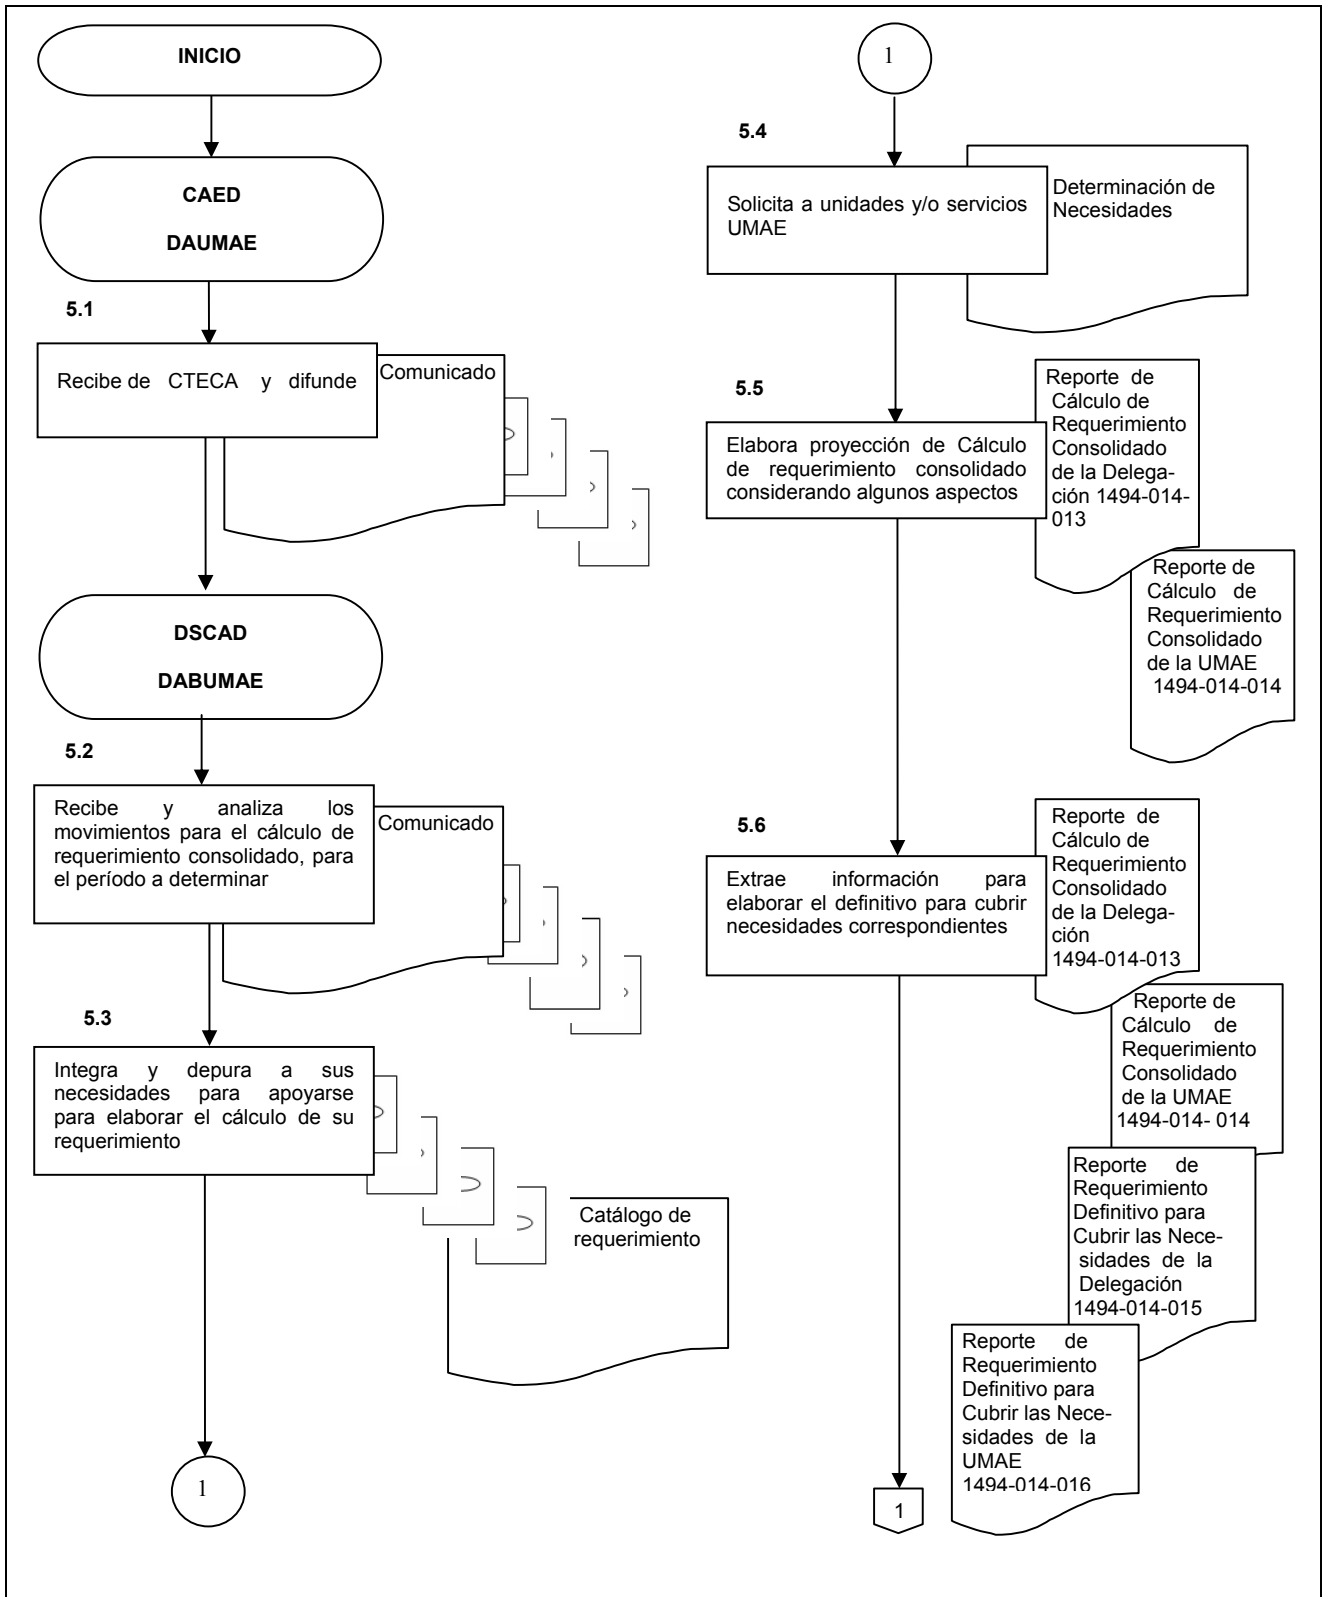 INICIO
CAED
DAUMAE
5.1
Recibe de CTECA y difunde
Comunicado
DSCAD
DABUMAE
5.2
Recibe y analiza los
movimientos para el cálculo de
requerimiento consolidado, para
el período a determinar
Comunicado
5.3
Integra y depura a sus
necesidades para apoyarse
para elaborar el cálculo de su
requerimiento
Catálogo de
requerimiento
1
1
5.4
Solicita a unidades y/o servicios
UMAE
Determinación de
Necesidades
5.5
Elabora proyección de Cálculo
de requerimiento consolidado
considerando algunos aspectos
Reporte de
Cálculo de
Requerimiento
Consolidado
de la Delega-
ción 1494-014-
013
Reporte de
Cálculo de
Requerimiento
Consolidado
de la UMAE
1494-014-014
5.6
Extrae información para
elaborar el definitivo para cubrir
necesidades correspondientes
Reporte de
Cálculo de
Requerimiento
Consolidado
de la Delega-
ción
1494-014-013
Reporte de
Cálculo de
Requerimiento
Consolidado
de la UMAE
1494-014- 014
Reporte de
Requerimiento
Definitivo para
Cubrir las Nece-
sidades de la
Delegación
1494-014-015
Reporte de
Requerimiento
Definitivo para
Cubrir las Nece-
sidades de la
UMAE
1494-014-016
1